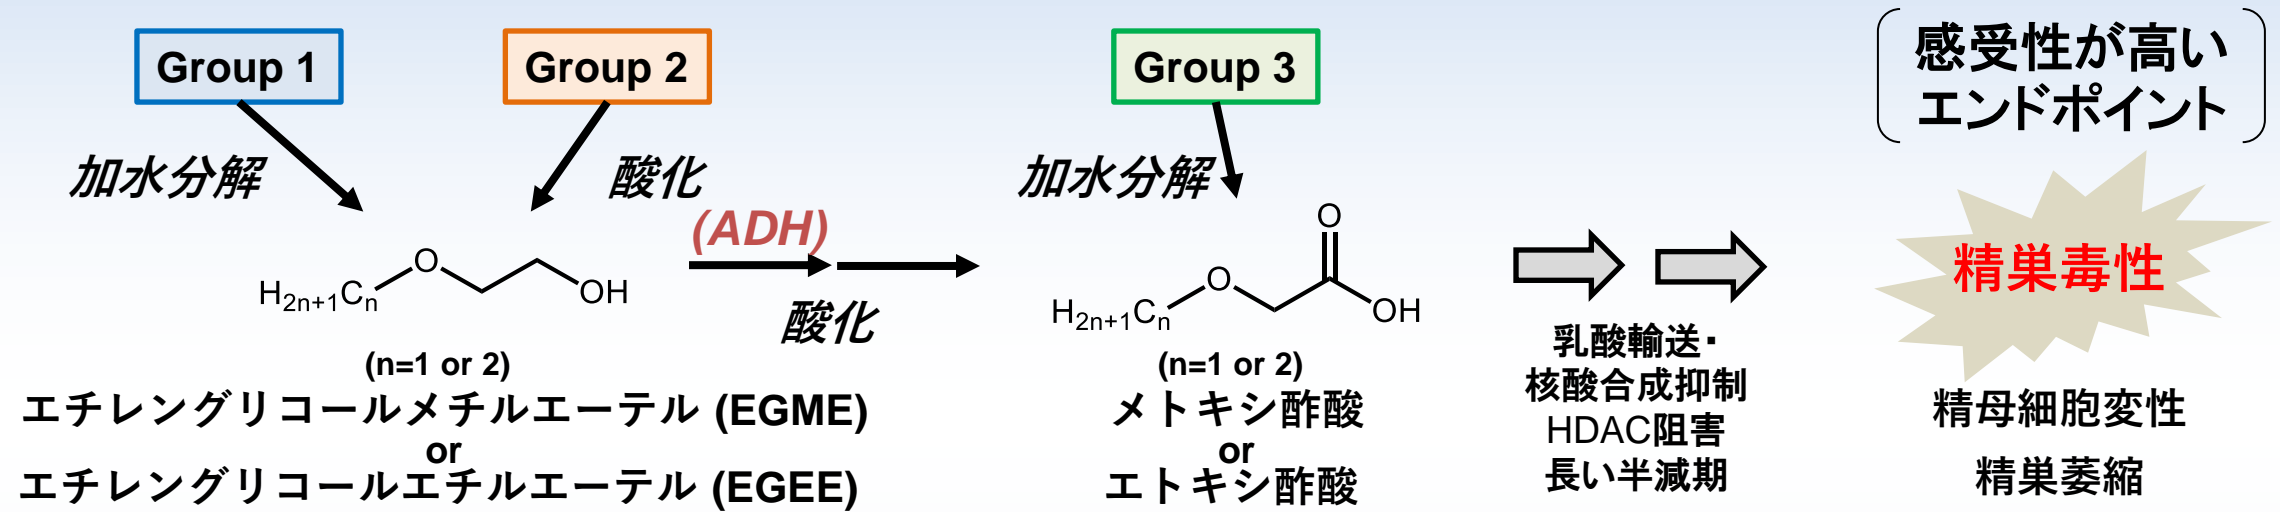 Group 1
Group 2
Group 3
感受性が高い
エンドポイント
加水分解
酸化
加水分解
(ADH)
酸化
H2n+1Cn
O
OH
H2n+1Cn
O
O
OH
精巣毒性
(n=1 or 2)
エチレングリコールメチルエーテル (EGME)
or
エチレングリコールエチルエーテル (EGEE)
(n=1 or 2)
メトキシ酢酸
or
エトキシ酢酸
乳酸輸送・
核酸合成抑制
HDAC阻害
長い半減期
精母細胞変性
精巣萎縮